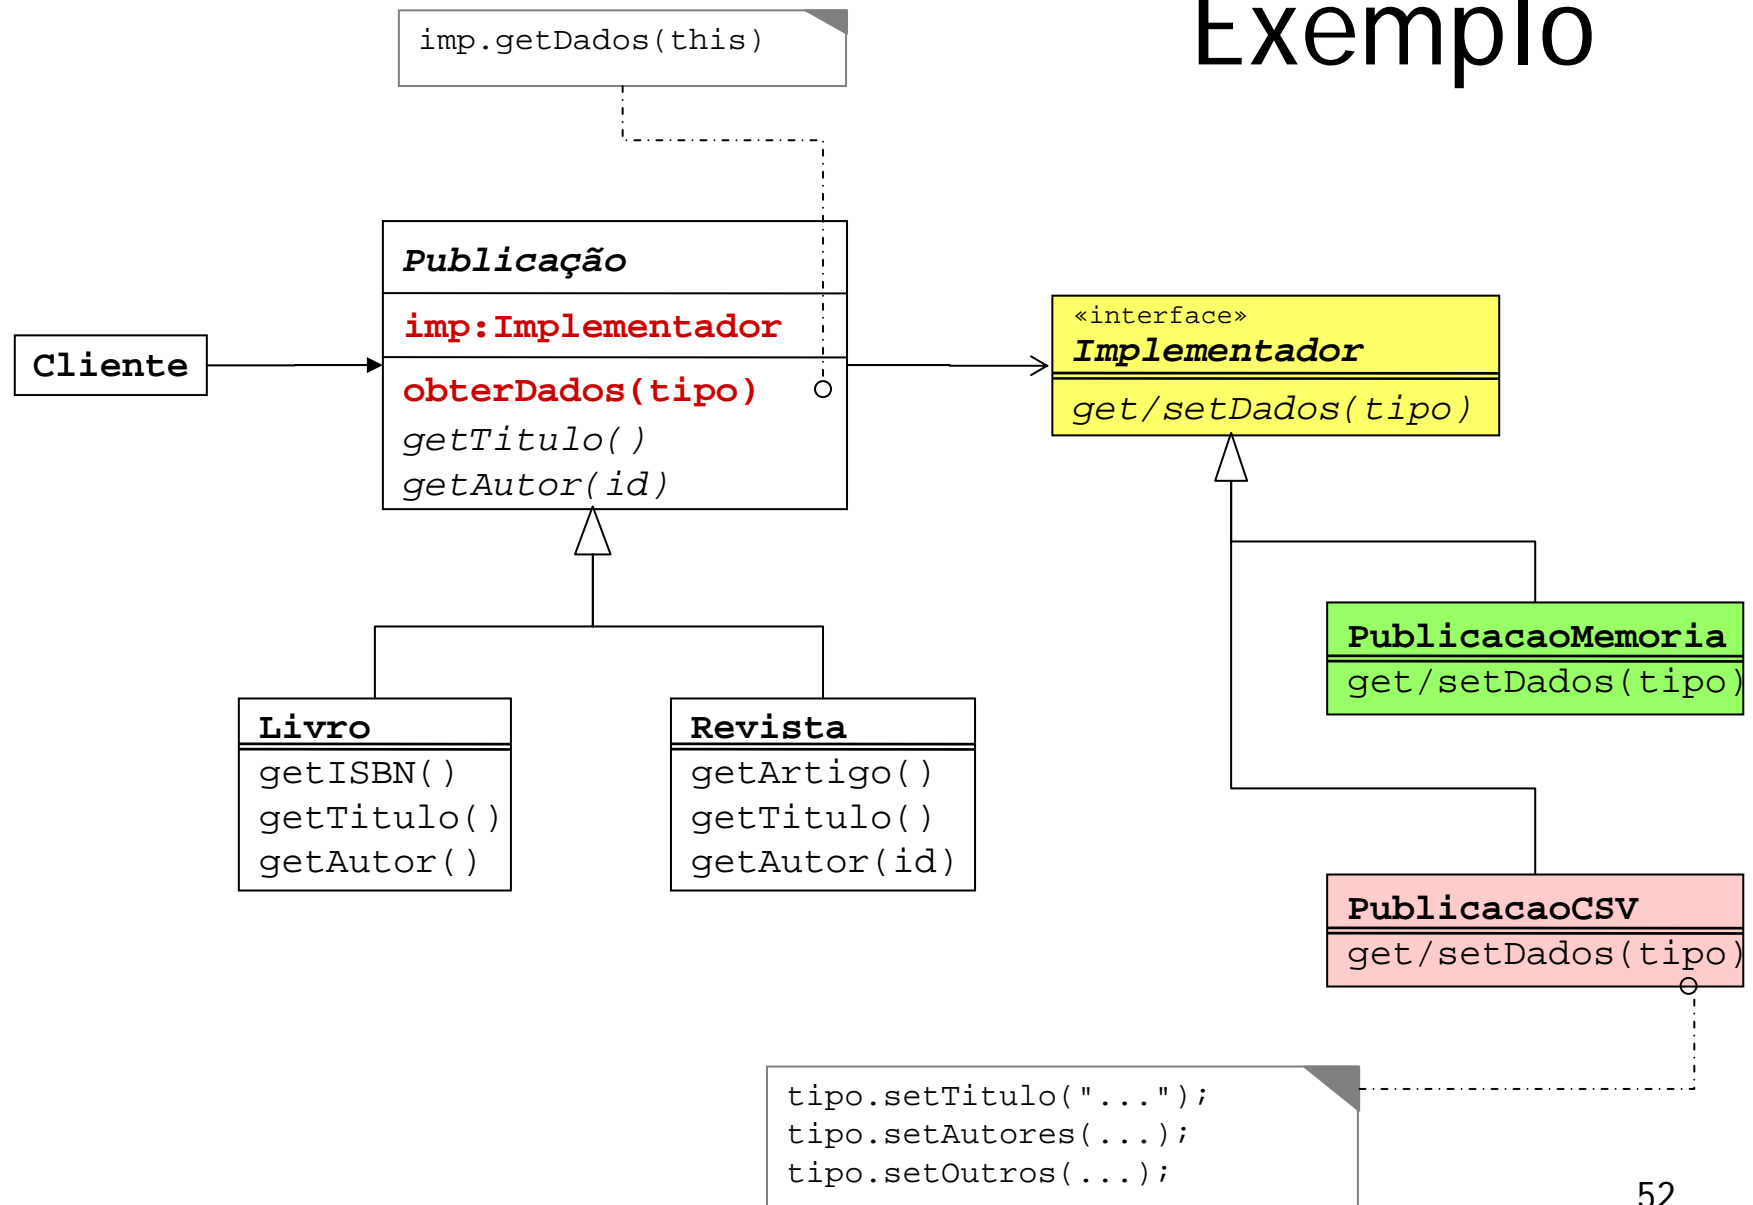 Exemplo
imp.getDados(this)
Publicação
imp:Implementador
obterDados(tipo)
getTitulo()
getAutor(id)
Cliente
«interface»
Implementador
get/setDados(tipo)
PublicacaoMemoria
get/setDados(tipo)
Livro
getISBN()
getTitulo()
getAutor()
Revista
getArtigo()
getTitulo()
getAutor(id)
PublicacaoCSV
get/setDados(tipo)
tipo.setTitulo("...");
tipo.setAutores(...);
tipo.setOutros(...);
52